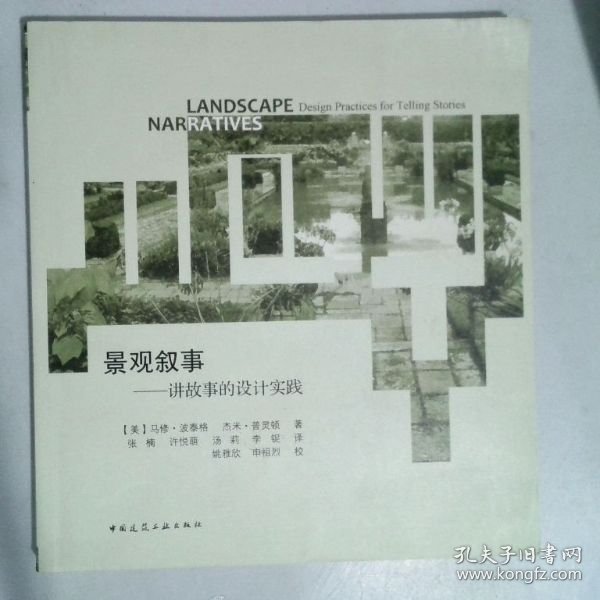 LANDSCAPE Design Practices for Telling Stories
NARRATIVES
景观叙事
——讲故事的设计实践
【美】马修·波泰格 杰米·普灵顿 著
张楠 许悦萌 汤莉 李铌 译
姚雅欣 申祖烈 校
中国建筑工业出版社
孔夫子旧书网
www.kongfz.com